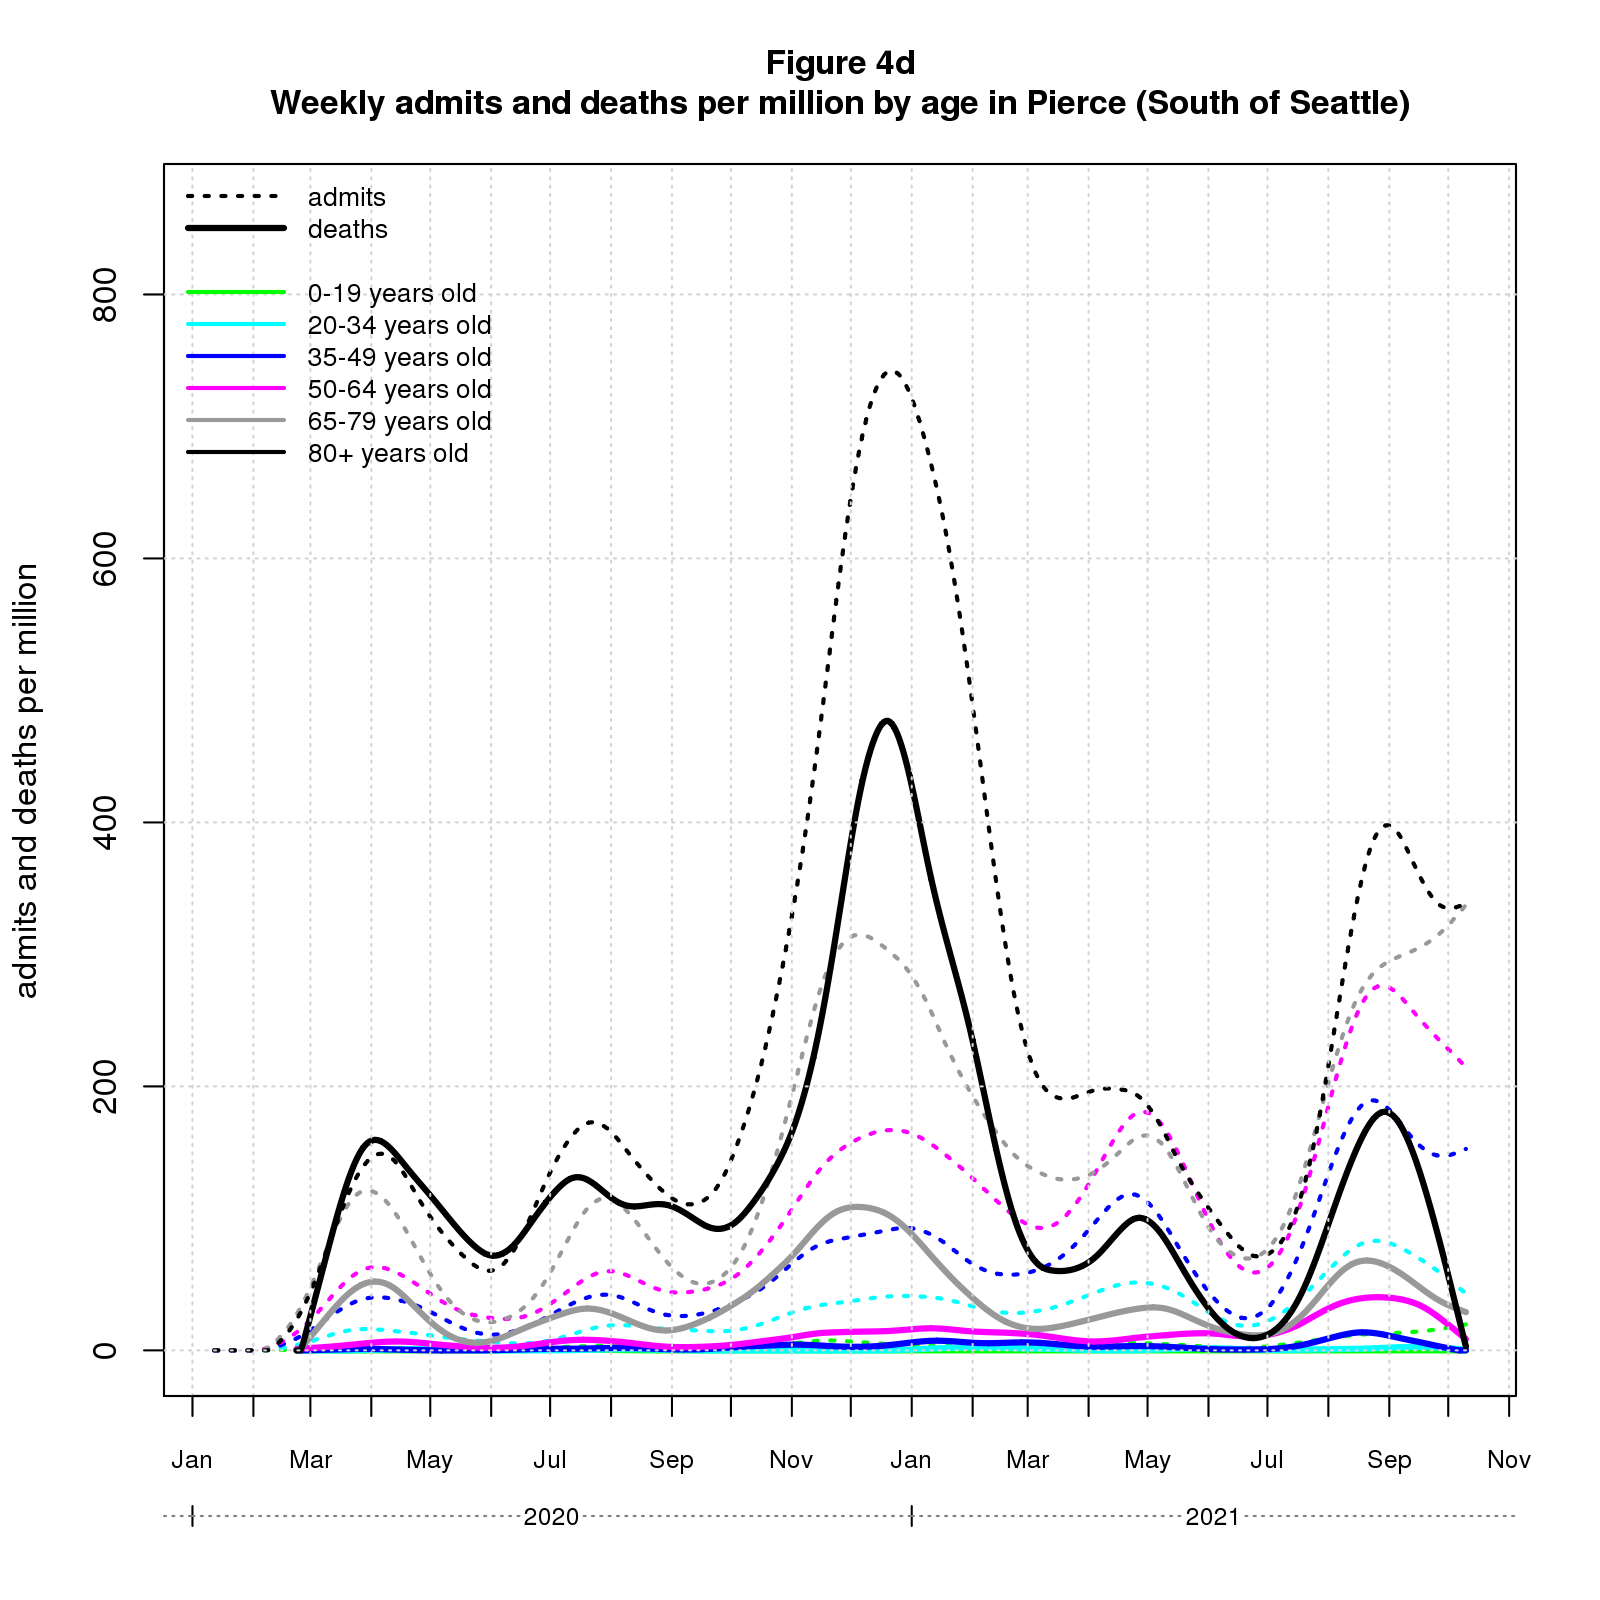 Figure 4d
Weekly admits and deaths per million by age in Pierce (South of Seattle)
admits
deaths
0-19 years old
20-34 years old
35-49 years old
50-64 years old
65-79 years old
80+ years old
admits and deaths per million
800
600
400
200
0
Jan Mar May Jul Sep Nov Jan Mar May Jul Sep Nov
2020 2021